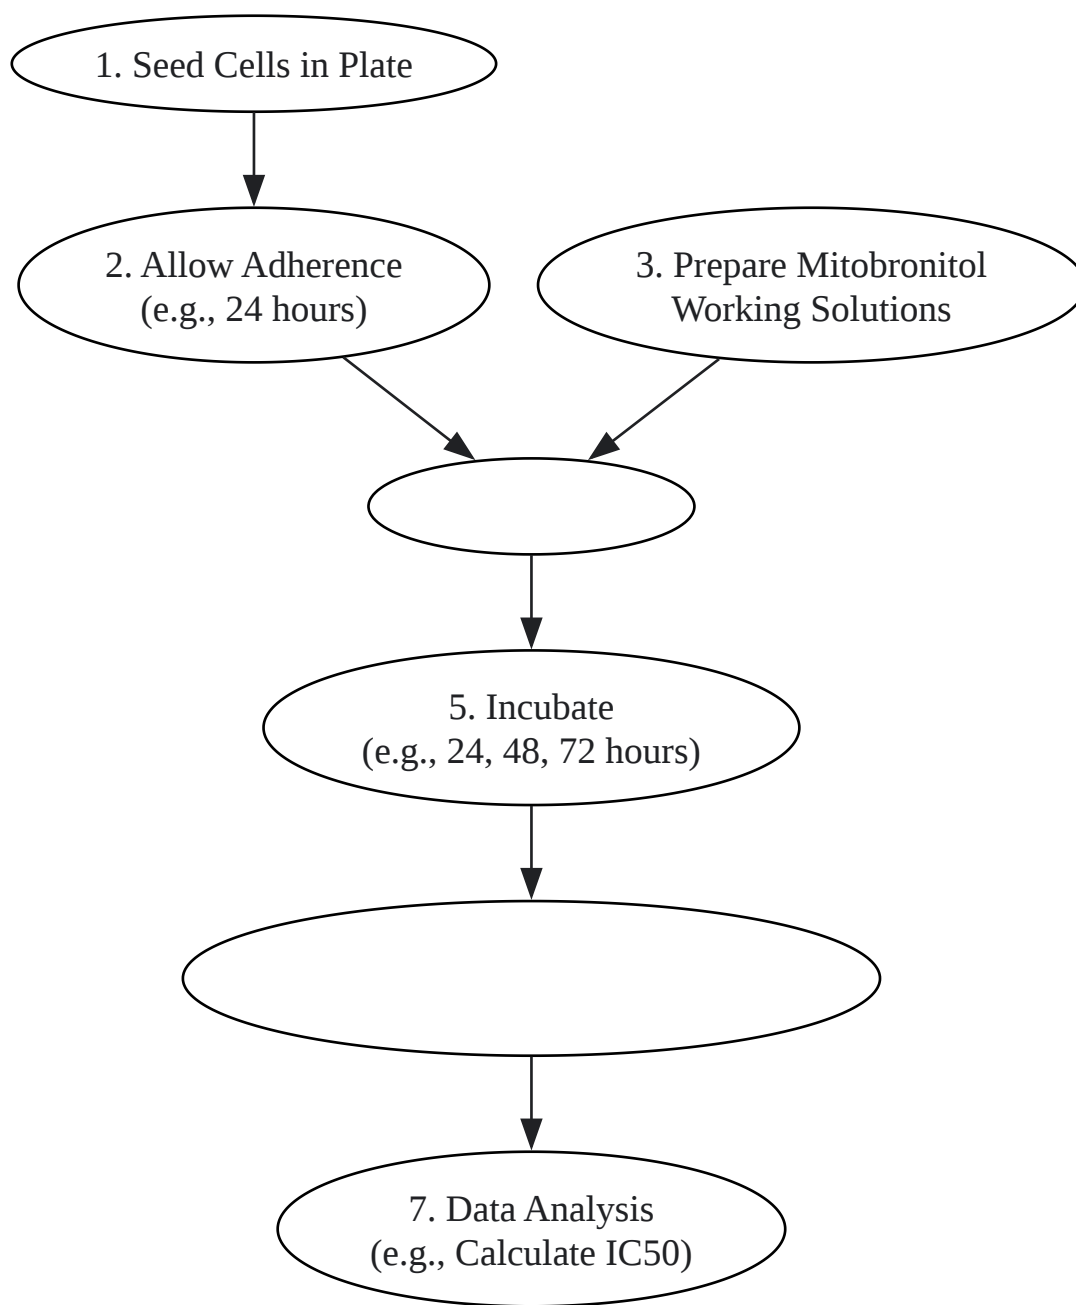 1. Seed Cells in Plate
2. Allow Adherence
(e.g., 24 hours)
3. Prepare Mitobronitol
Working Solutions
5. Incubate
(e.g., 24, 48, 72 hours)
7. Data Analysis
(e.g., Calculate IC50)